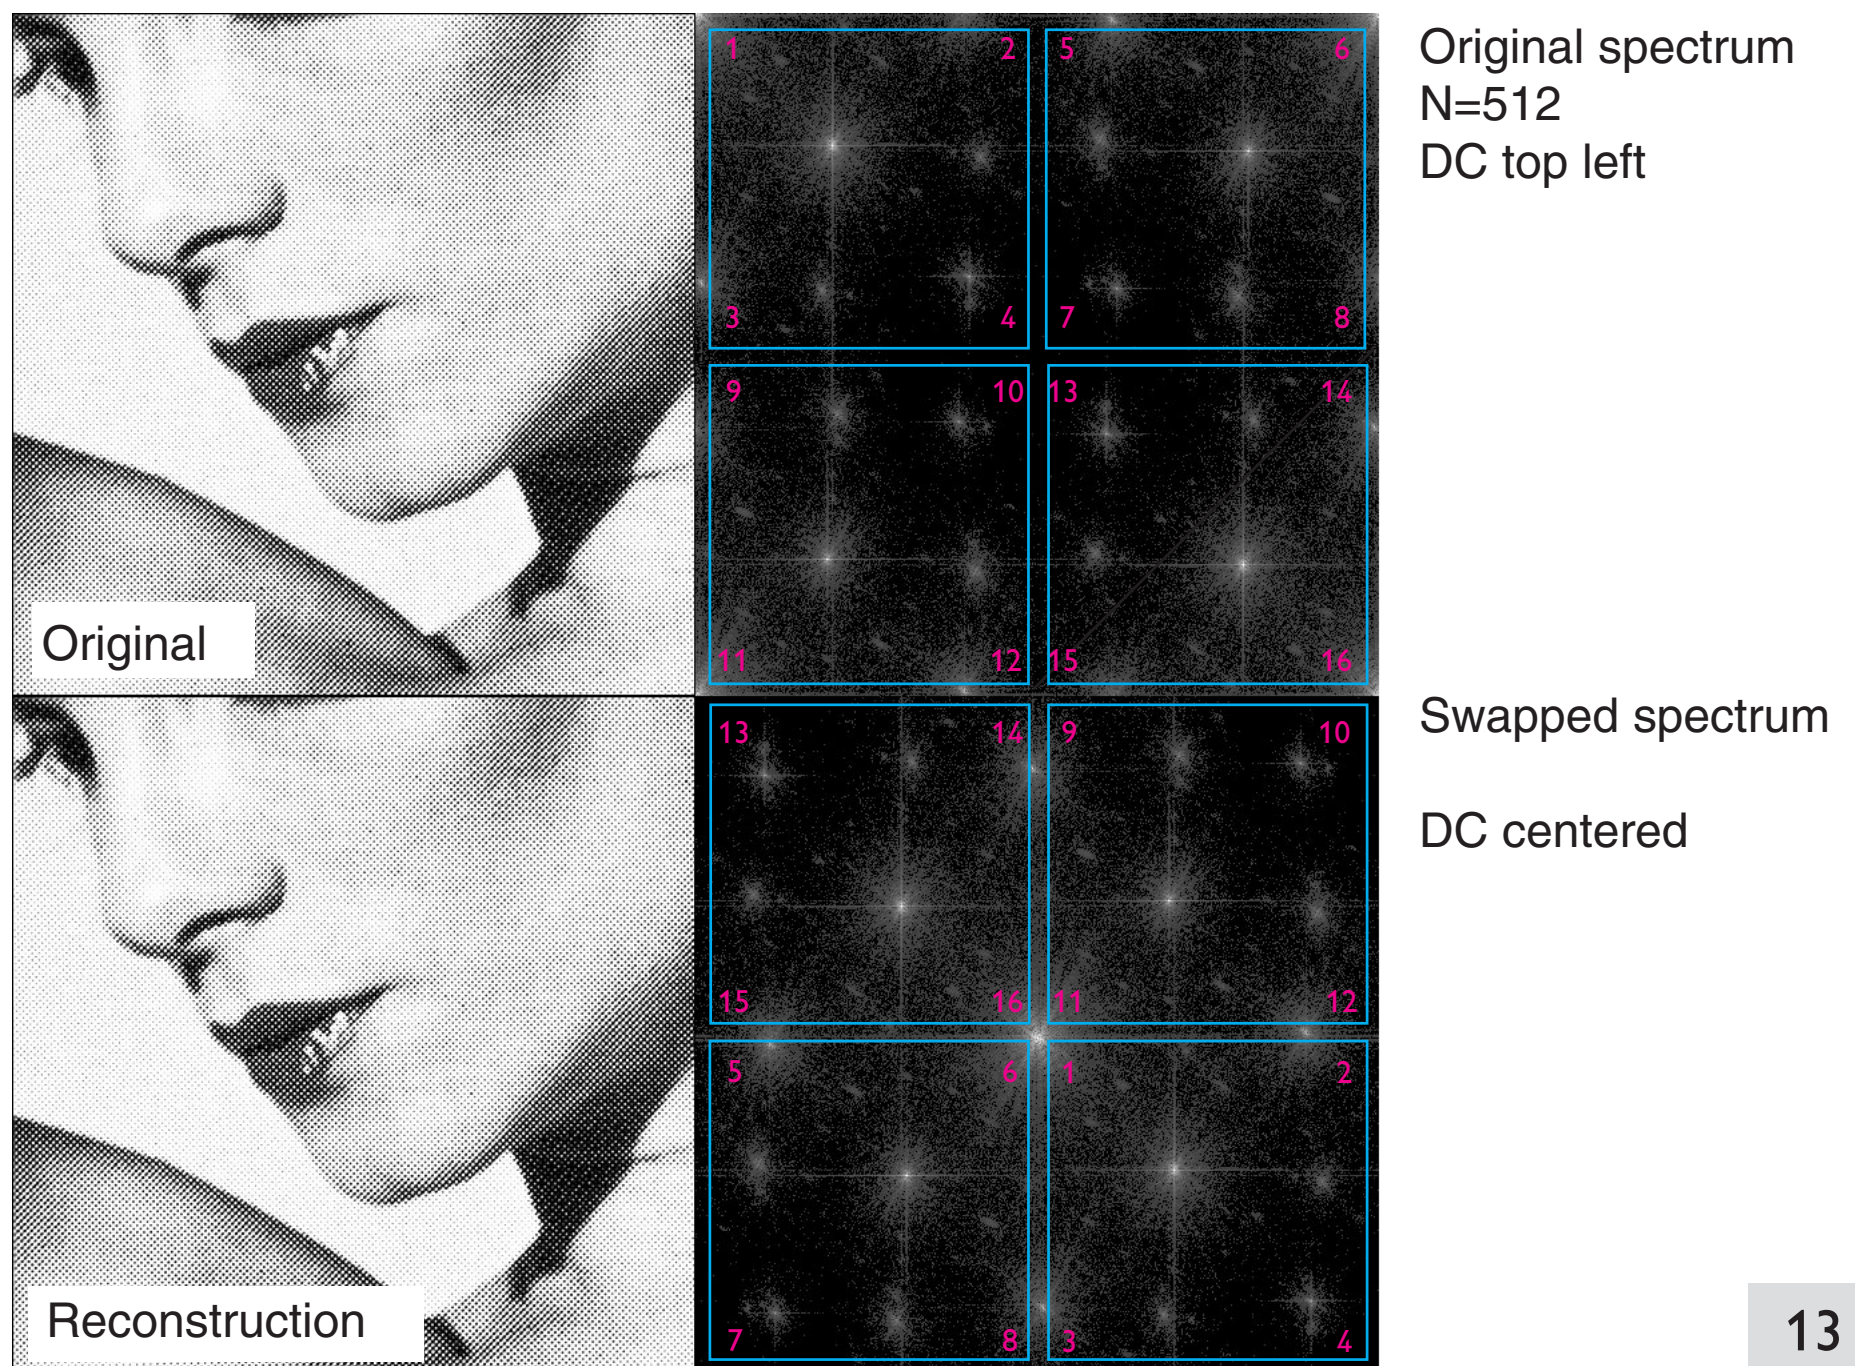 1 2 5 6
3 4 7 8
9 10 13 14
11 12 15 16
Original
Original spectrum
N=512
DC top left
13 14 9 10
15 16 11 12
5 6 1 2
7 8 3 4
Reconstruction
Swapped spectrum
DC centered
13